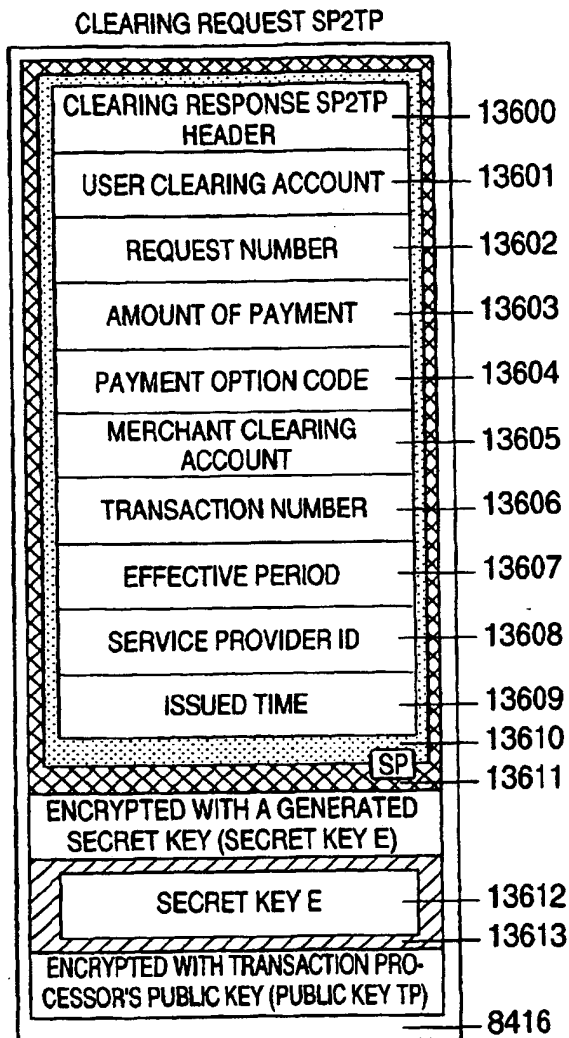 CLEARING REQUEST SP2TP
CLEARING RESPONSE SP2TP
HEADER
13600
USER CLEARING ACCOUNT
13601
REQUEST NUMBER
13602
AMOUNT OF PAYMENT
13603
PAYMENT OPTION CODE
13604
MERCHANT CLEARING
ACCOUNT
13605
TRANSACTION NUMBER
13606
EFFECTIVE PERIOD
13607
SERVICE PROVIDER ID
13608
ISSUED TIME
13609
13610
SP
13611
ENCRYPTED WITH A GENERATED
SECRET KEY (SECRET KEY E)
SECRET KEY E
13612
13613
ENCRYPTED WITH TRANSACTION PRO-
CESSOR'S PUBLIC KEY (PUBLIC KEY TP)
8416